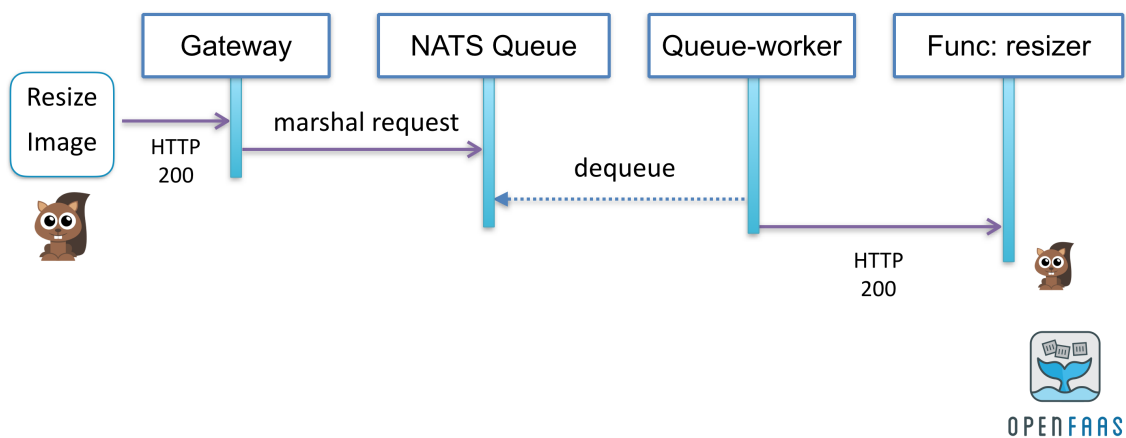 Gateway
NATS Queue
Queue-worker
Func: resizer
Resize
Image
marshal request
HTTP
200
dequeue
HTTP
200
OPENFAAS